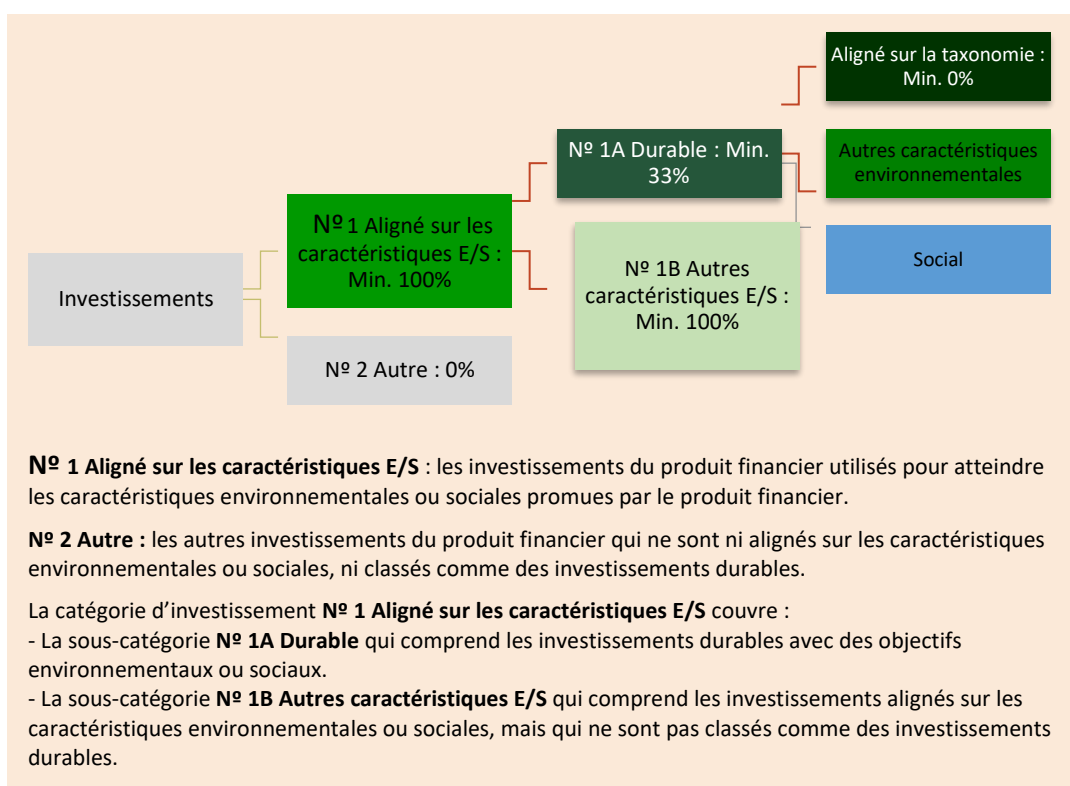 Aligné sur la taxonomie :
Min. 0%
Nº 1A Durable : Min.
33%
Autres caractéristiques
environnementales
Nº 1 Aligné sur les
caractéristiques E/S :
Min. 100%
Social
Nº 1B Autres
caractéristiques E/S :
Min. 100%
Investissements
Nº 2 Autre : 0%
Nº 1 Aligné sur les caractéristiques E/S : les investissements du produit financier utilisés pour atteindre
les caractéristiques environnementales ou sociales promues par le produit financier.
Nº 2 Autre : les autres investissements du produit financier qui ne sont ni alignés sur les caractéristiques
environnementales ou sociales, ni classés comme des investissements durables.
La catégorie d’investissement Nº 1 Aligné sur les caractéristiques E/S couvre :
- La sous-catégorie Nº 1A Durable qui comprend les investissements durables avec des objectifs
environnementaux ou sociaux.
- La sous-catégorie Nº 1B Autres caractéristiques E/S qui comprend les investissements alignés sur les
caractéristiques environnementales ou sociales, mais qui ne sont pas classés comme des investissements
durables.